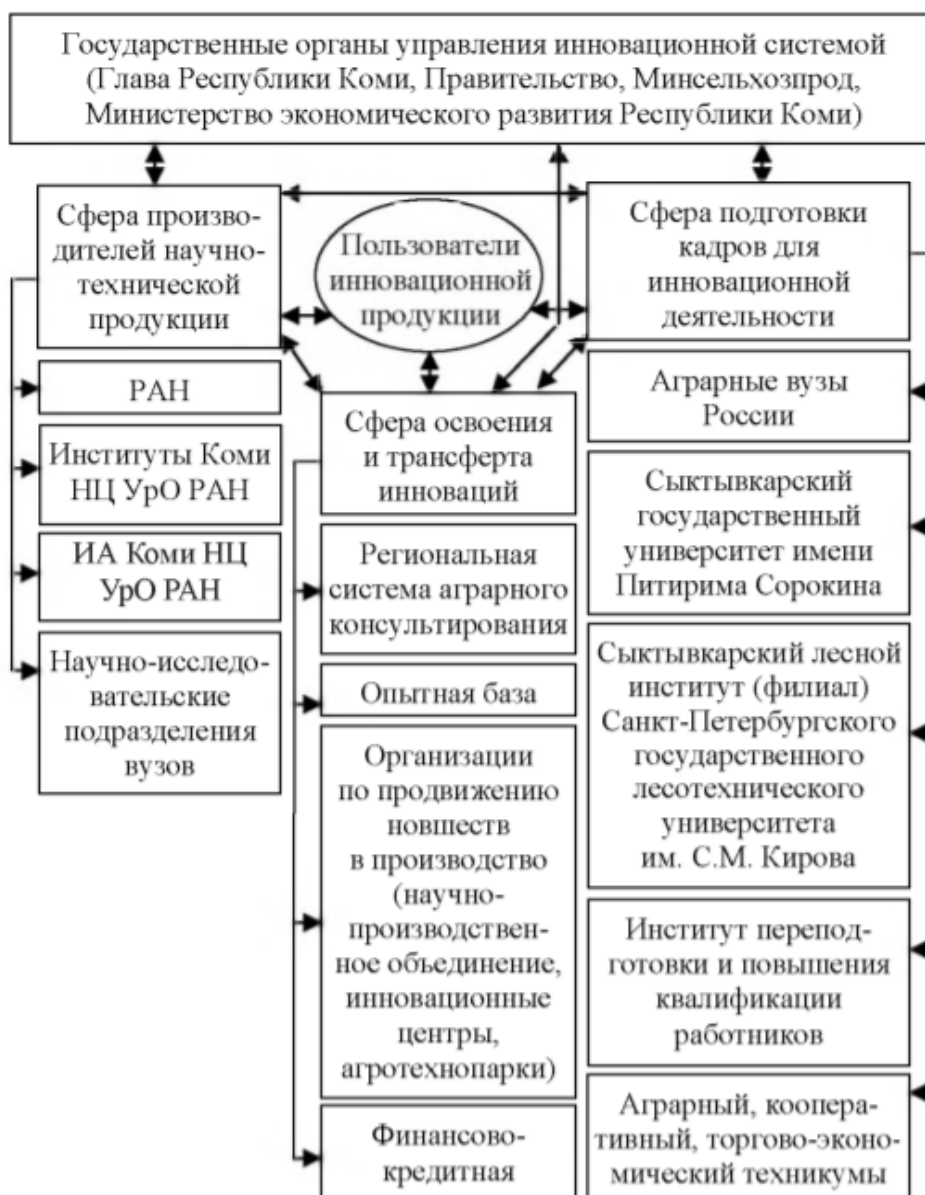 Государственные органы управления инновационной системой
(Глава Республики Коми, Правительство, Минсельхозпрод,
Министерство экономического развития Республики Коми)
Сфера произво-
дителей научно-
технической
продукции
Пользователи
инновационной
продукции
Сфера подготовки
кадров для
инновационной
деятельности
РАН
Институты Коми
НЦ УрО РАН
ИА Коми НЦ
УрО РАН
Научно-исследо-
вательские
подразделения
вузов
Сфера освоения
и трансферта
инноваций
Региональная
система аграрного
консультирования
Опытная база
Организации
по продвижению
новшеств
в производство
(научно-
производствен-
ное объединение,
инновационные
центры,
агротехнопарки)
Финансово-
кредитная
Аграрные вузы
России
Сыктывкарский
государственный
университет имени
Питирима Сорокина
Сыктывкарский лесной
институт (филиал)
Санкт-Петербургского
государственного
лесотехнического
университета
им. С.М. Кирова
Институт перепод-
готовки и повышения
квалификации
работников
Аграрный, коопера-
тивный, торгово-эконо-
мический техникумы